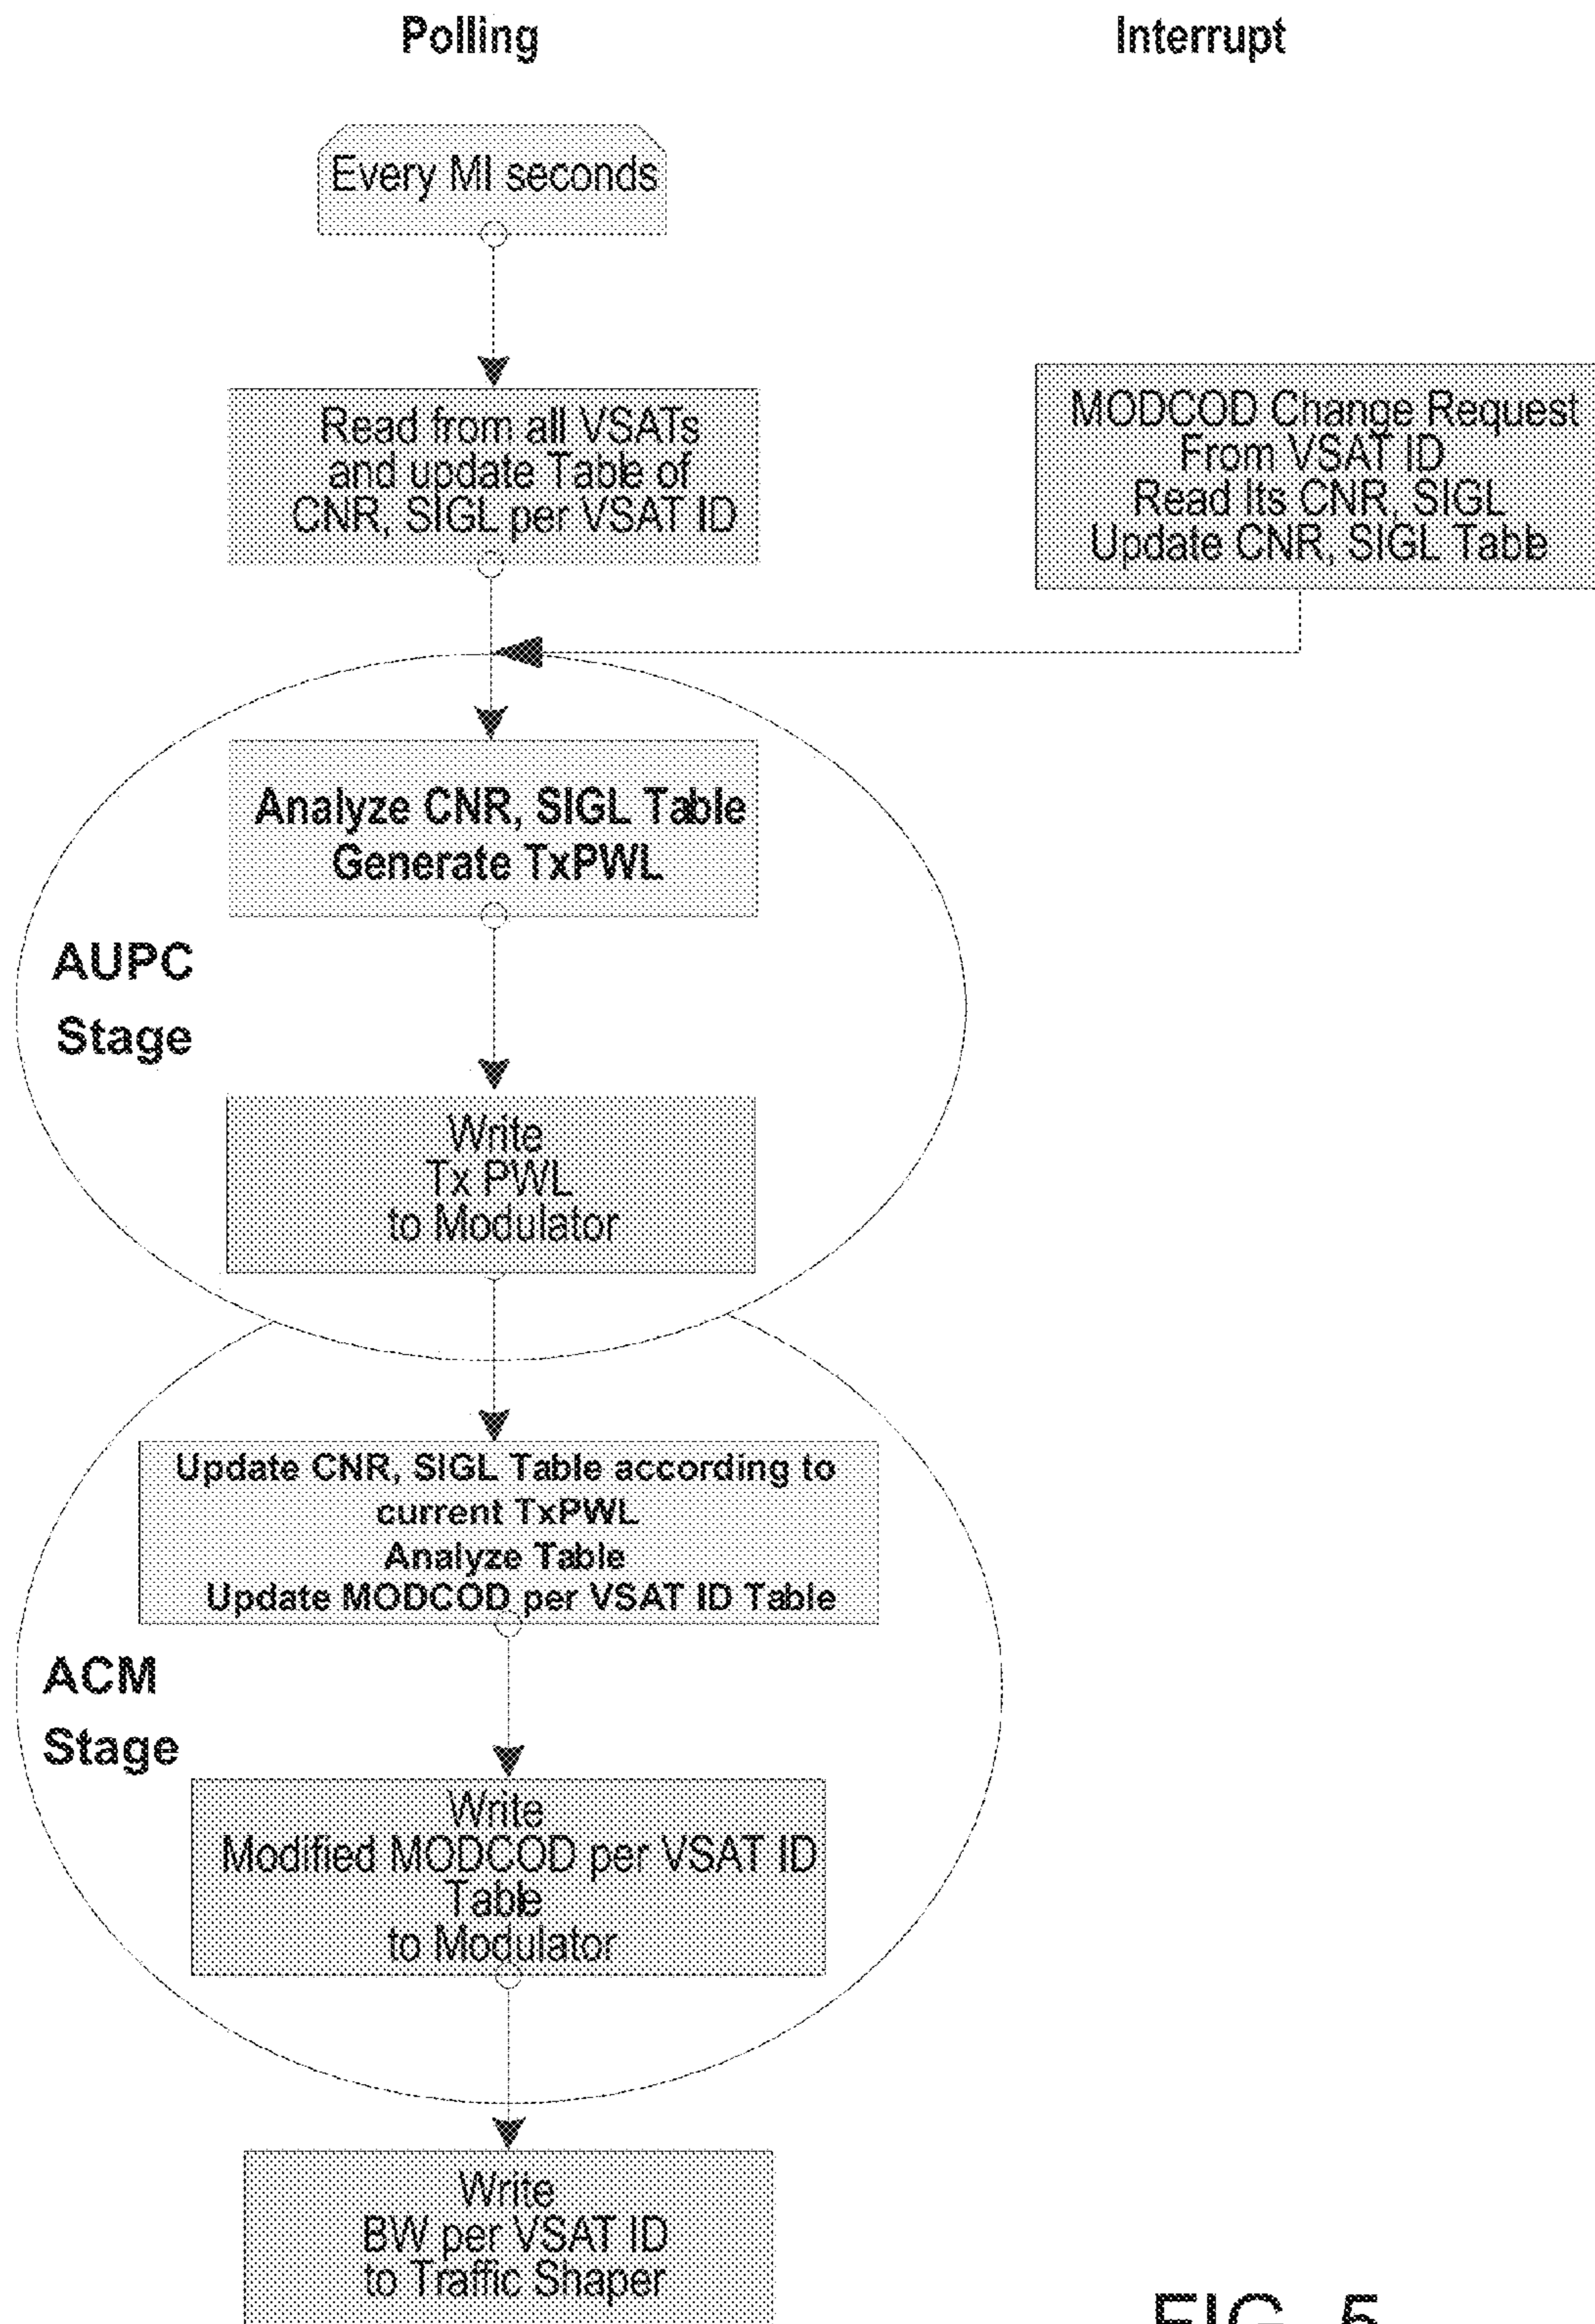 Polling
Interrupt
Every MI seconds
Read from all VSATs
and update Table of
CNR, SIGL per VSAT ID
MODCOD Change Request
From VSAT ID
Read Its CNR, SIGL
Update CNR, SIGL Table
Analyze CNR, SIGL Table
Generate TxPWL
AUPC
Stage
Write
Tx PWL
to Modulator
Update CNR, SIGL Table according to
current TxPWL
Analyze Table
Update MODCOD per VSAT ID Table
ACM
Stage
Write
Modified MODCOD per VSAT ID
Table
to Modulator
Write
BW per VSAT ID
to Traffic Shaper
FIG. 5